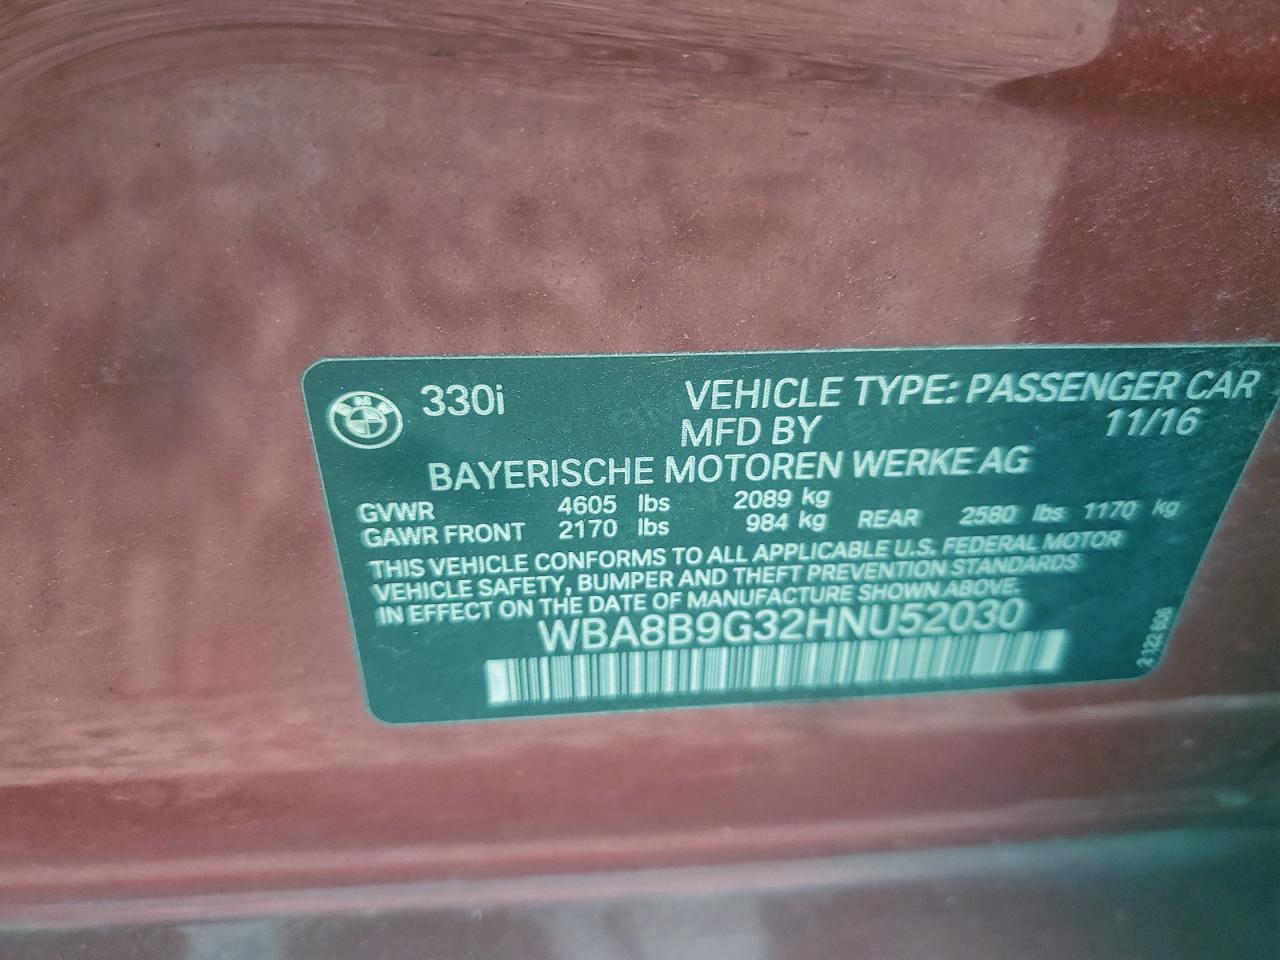 330i VEHICLE TYPE: PASSENGER CAR
MFD BY 11/16
BAYERISCHE MOTOREN WERKE AG
GVWR 4605 lbs 2089 kg
GAWR FRONT 2170 lbs 984 kg REAR 2580 lbs 1170 kg
THIS VEHICLE CONFORMS TO ALL APPLICABLE U.S. FEDERAL MOTOR
VEHICLE SAFETY, BUMPER AND THEFT PREVENTION STANDARDS
IN EFFECT ON THE DATE OF MANUFACTURE SHOWN ABOVE.
WBA8B9G32HNU52030